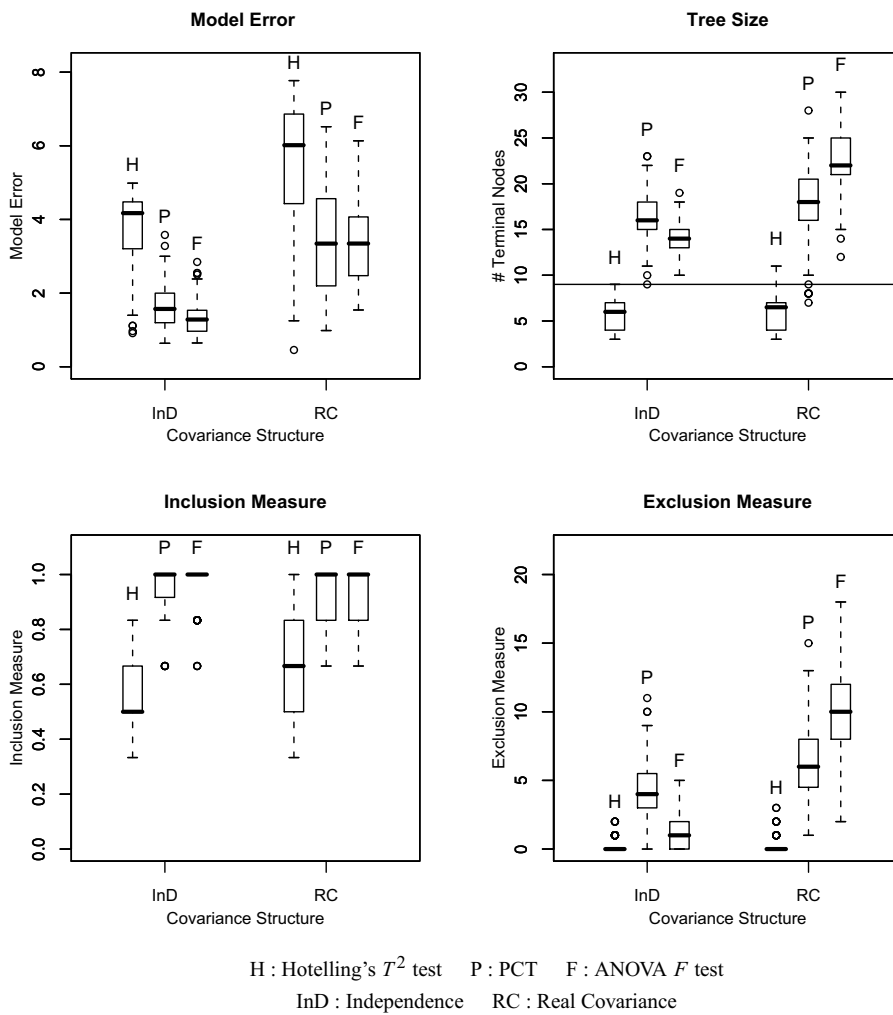 Model Error
Model Error
0 2 4 6 8
H P F H P F
InD RC
Covariance Structure
Tree Size
# Terminal Nodes
0 5 10 15 20 25 30
H P F H P F
InD RC
Covariance Structure
Inclusion Measure
Inclusion Measure
0.0 0.2 0.4 0.6 0.8 1.0
H P F H P F
InD RC
Covariance Structure
Exclusion Measure
Exclusion Measure
0 5 10 15 20
H P F H P F
InD RC
Covariance Structure
H : Hotelling's T² test P : PCT F : ANOVA F test
InD : Independence RC : Real Covariance